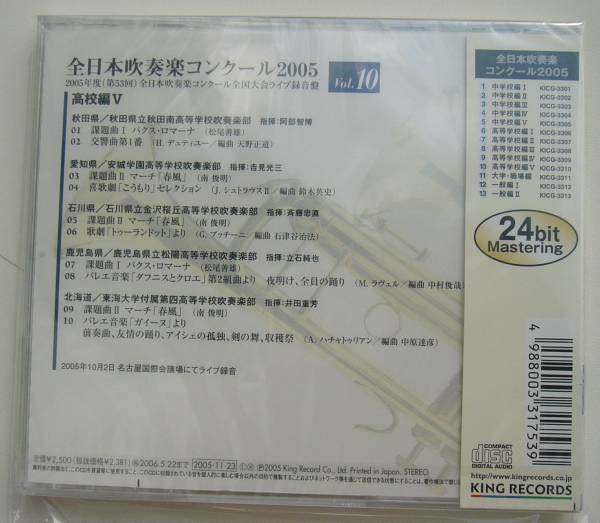 全日本吹奏楽コンクール2005 Vol.10
2005年度(第53回)全日本吹奏楽コンクール全国大会ライブ録音盤
高校編Ⅴ
秋田県/秋田県立秋田南高等学校吹奏楽部 指揮:阿部智博
01 課題曲Ⅰ パクス・ロマーナ (松尾善雄)
02 交響曲第1番 (H. デュティユー/編曲 天野正道)
愛知県/安城学園高等学校吹奏楽部 指揮:吉見光三
03 課題曲Ⅱ マーチ「春風」 (南 俊明)
04 喜歌劇「こうもり」セレクション (J. シュトラウスⅡ/編曲 鈴木英史)
石川県/石川県立金沢桜丘高等学校吹奏楽部 指揮:斉藤忠直
05 課題曲Ⅱ マーチ「春風」 (南 俊明)
06 歌劇「トゥーランドット」より (G. プッチーニ/編曲 石津谷治法)
鹿児島県/鹿児島県立松陽高等学校吹奏楽部 指揮:立石純也
07 課題曲Ⅰ パクス・ロマーナ (松尾善雄)
08 バレエ音楽「ダフニスとクロエ」第2組曲より 夜明け、全員の踊り (M. ラヴェル/編曲 中村俊哉)
北海道/東海大学付属第四高等学校吹奏楽部 指揮:井田重芳
09 課題曲Ⅱ マーチ「春風」 (南 俊明)
10 バレエ音楽「ガイーヌ」より
前奏曲、友情の踊り、アイシェの孤独、剣の舞、収穫祭 (A. ハチャトゥリアン/編曲 中原達彦)
2005年10月2日 名古屋国際会議場にてライブ録音
定価¥2,500 (税抜価格¥2,381) 2006.5.22まで 2005・11・23 Ⓒ Ⓟ 2005 King Record Co., Ltd. Printed in Japan. STEREO
全日本吹奏楽
コンクール2005
1 中学校編Ⅰ KICG-3301
2 中学校編Ⅱ KICG-3302
3 中学校編Ⅲ KICG-3303
4 中学校編Ⅳ KICG-3304
5 中学校編Ⅴ KICG-3305
6 高等学校編Ⅰ KICG-3306
7 高等学校編Ⅱ KICG-3307
8 高等学校編Ⅲ KICG-3308
9 高等学校編Ⅳ KICG-3309
10 高等学校編Ⅴ KICG-3310
11 大学・職場編 KICG-3311
12 一般編Ⅰ KICG-3312
13 一般編Ⅱ KICG-3313
24bit
Mastering
4 988003 317539
COMPACT
disc
DIGITAL AUDIO
http://www.kingrecords.co.jp
KING RECORDS